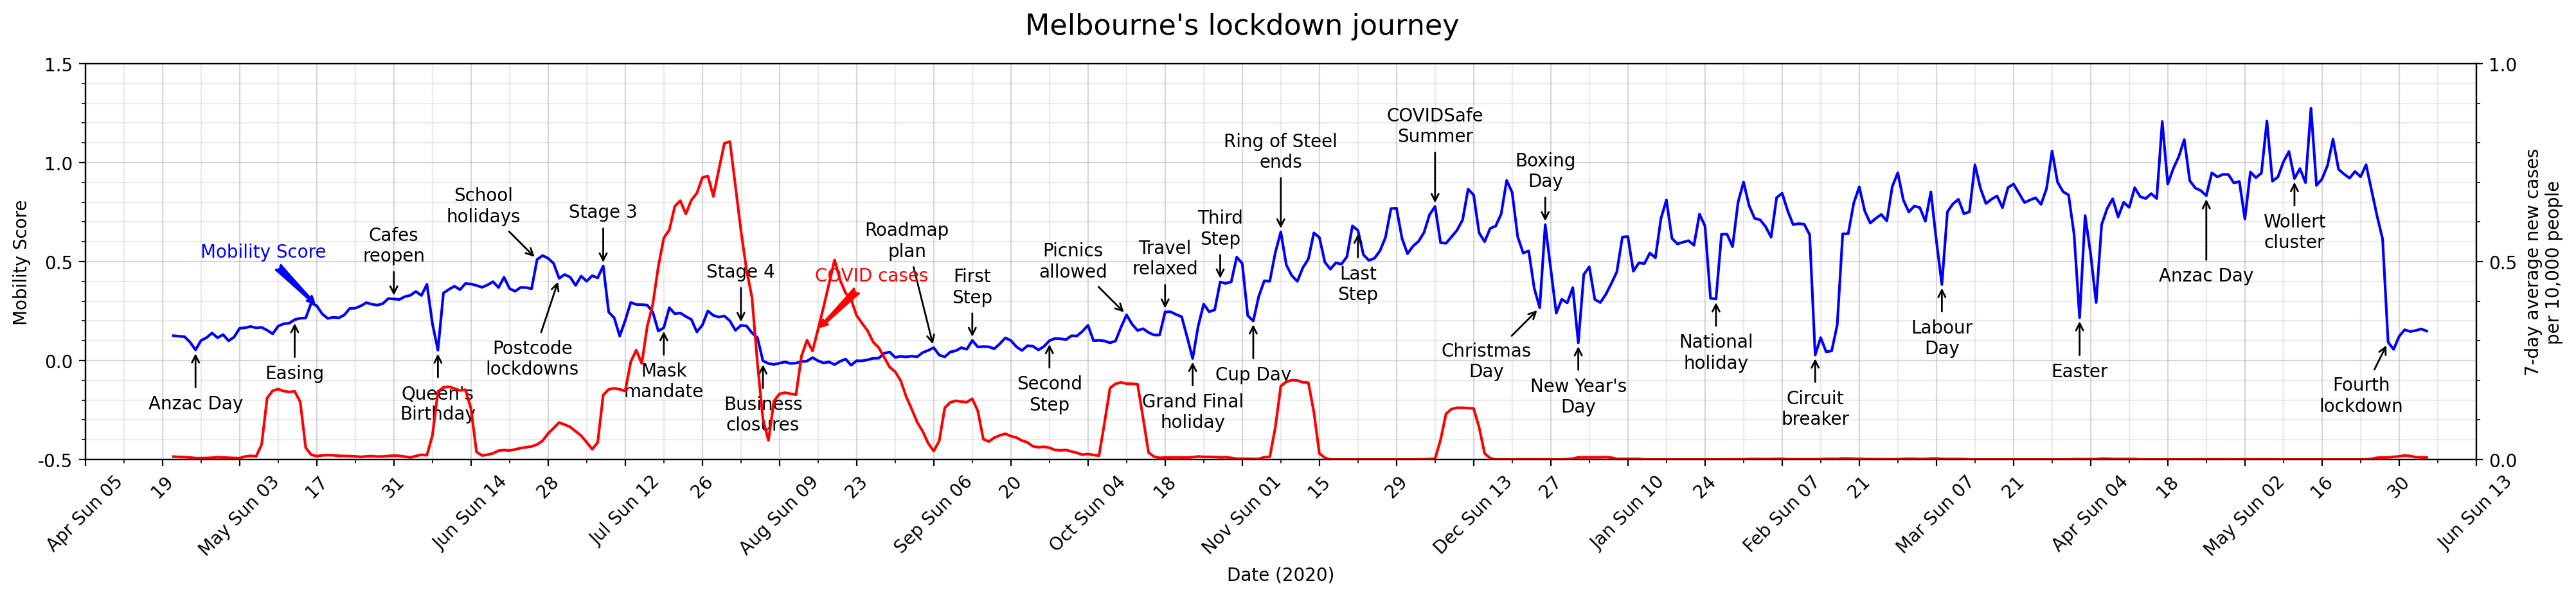 Melbourne's lockdown journey
1.5
1.0
0.5
0.0
-0.5
Mobility Score
1.0
0.5
0.0
7-day average new cases
per 10,000 people
Mobility Score
COVID cases
Anzac Day
Easing
Cafes
reopen
Queen's
Birthday
School
holidays
Postcode
lockdowns
Stage 3
Mask
mandate
Stage 4
Business
closures
Roadmap
plan
First
Step
Second
Step
Picnics
allowed
Travel
relaxed
Grand Final
holiday
Third
Step
Cup Day
Ring of Steel
ends
Last
Step
COVIDSafe
Summer
Christmas
Day
Boxing
Day
New Year's
Day
National
holiday
Circuit
breaker
Labour
Day
Easter
Anzac Day
Wollert
cluster
Fourth
lockdown
Apr Sun 05
19
May Sun 03
17
31
Jun Sun 14
28
Jul Sun 12
26
Aug Sun 09
23
Sep Sun 06
20
Oct Sun 04
18
Nov Sun 01
15
29
Dec Sun 13
27
Jan Sun 10
24
Feb Sun 07
21
Mar Sun 07
21
Apr Sun 04
18
May Sun 02
16
30
Jun Sun 13
Date (2020)